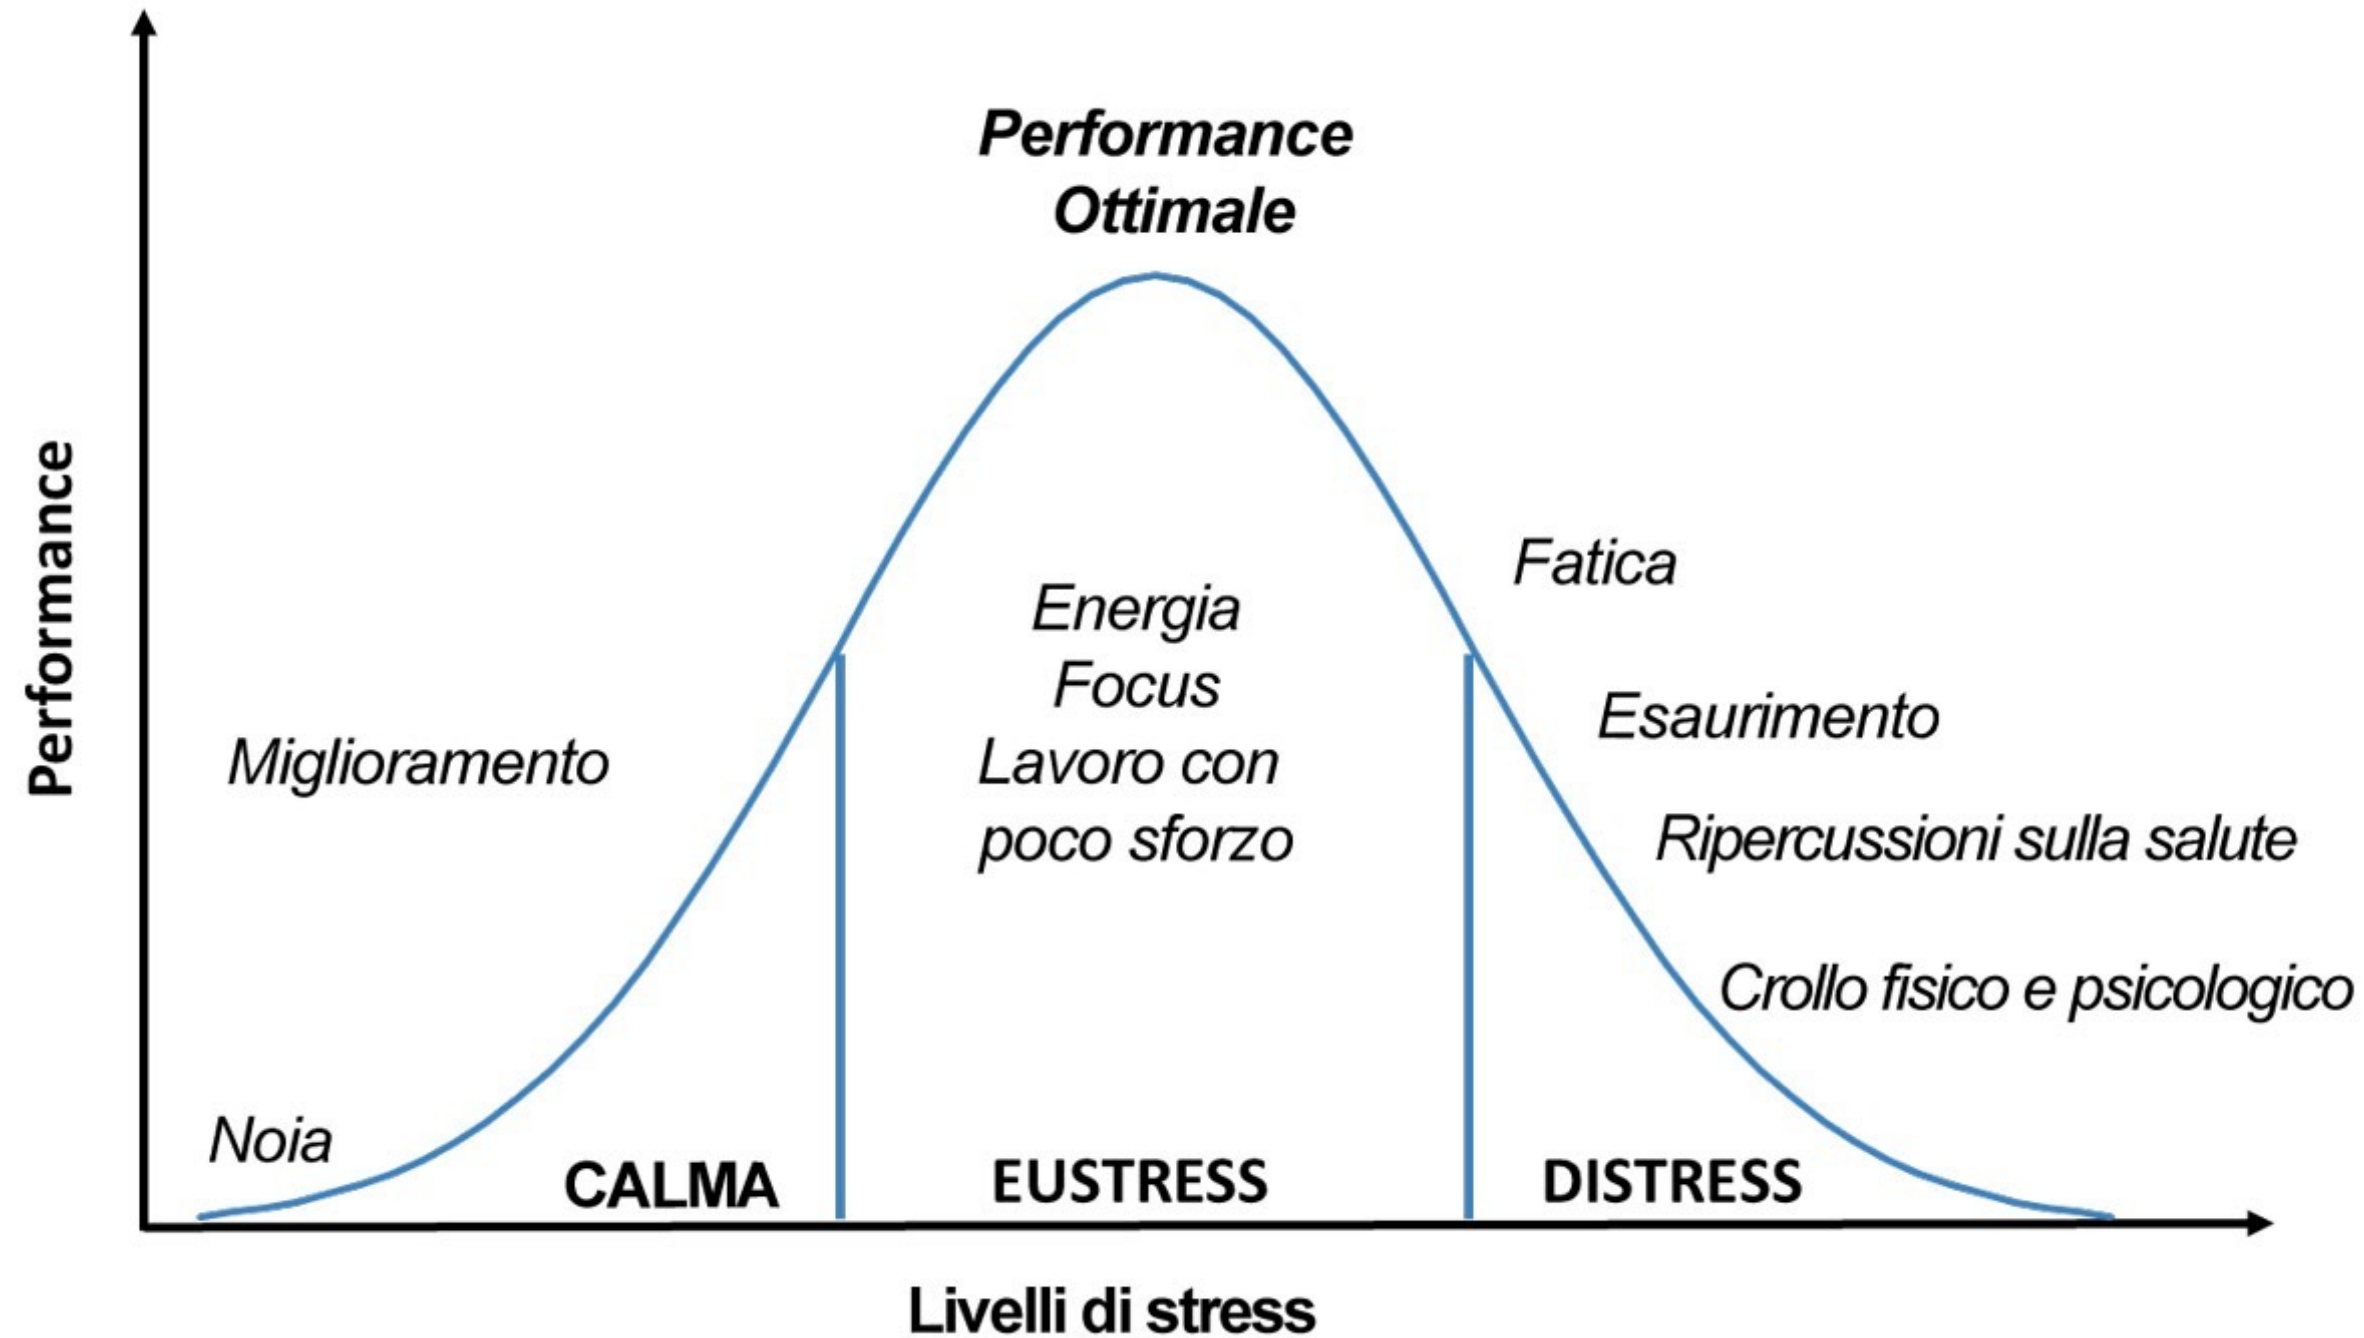 Performance
Ottimale
Performance
Fatica
Energia
Focus
Lavoro con
poco sforzo
Esaurimento
Miglioramento
Ripercussioni sulla salute
Crollo fisico e psicologico
Noia
CALMA
EUSTRESS
DISTRESS
Livelli di stress